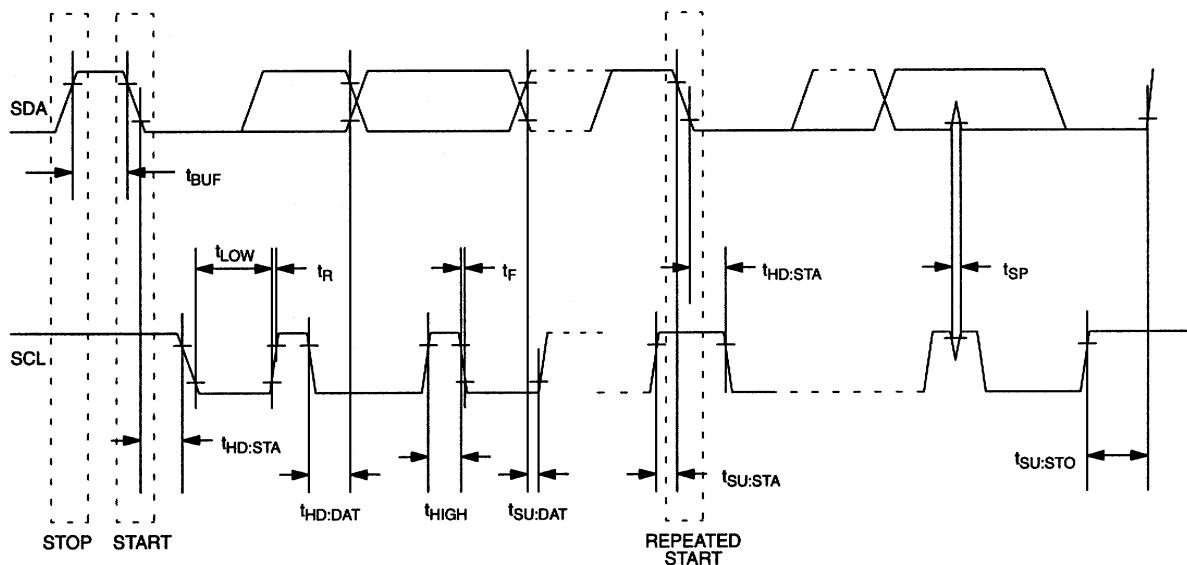 SDA
tBUF
tLOW
tR
tF
tHD:STA
tSP
SCL
tHD:STA
tHD:DAT
tHIGH
tSU:DAT
tSU:STA
tSU:STO
STOP
START
REPEATED
START